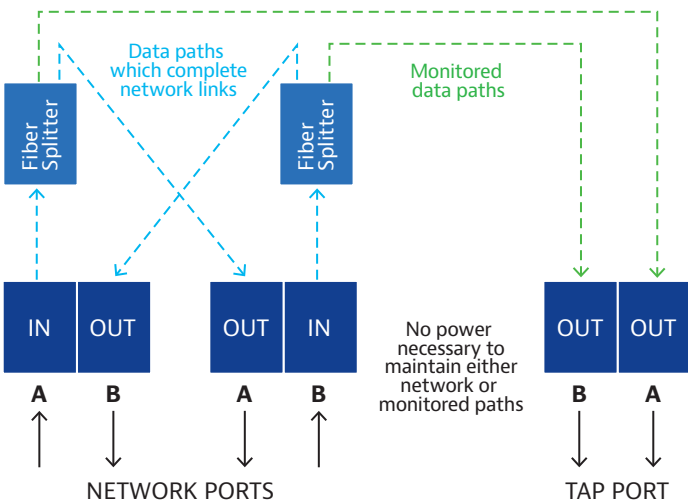 Data paths
which complete
network links
Monitored
data paths
Fiber
Splitter
Fiber
Splitter
IN
OUT
OUT
IN
OUT
OUT
No power
necessary to
maintain either
network or
monitored paths
A
B
A
B
B
A
NETWORK PORTS
TAP PORT